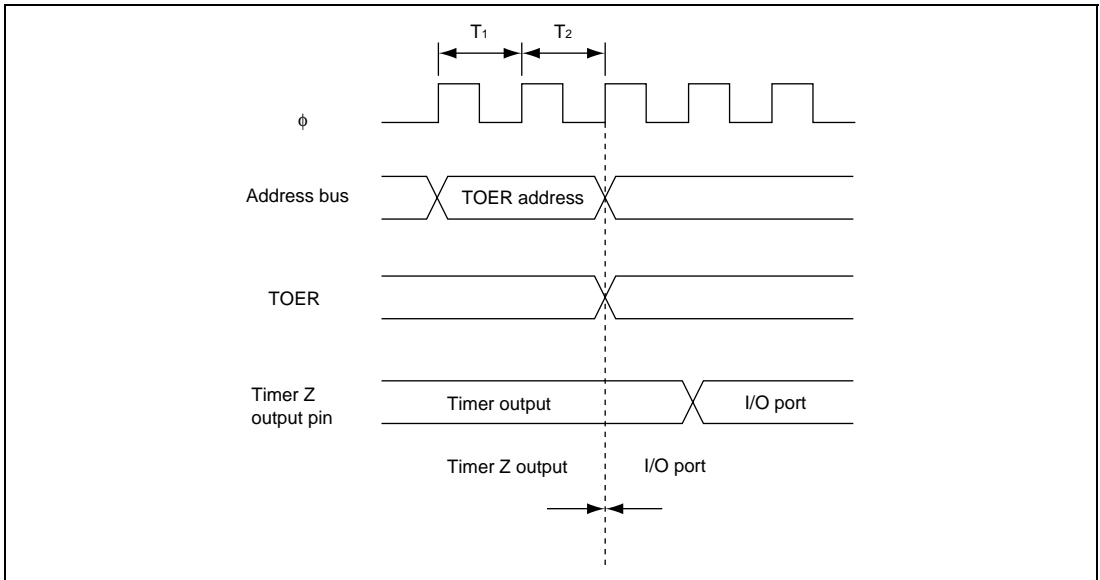 T1 T2
ϕ
Address bus TOER address
TOER
Timer Z
output pin
Timer output I/O port
Timer Z output I/O port